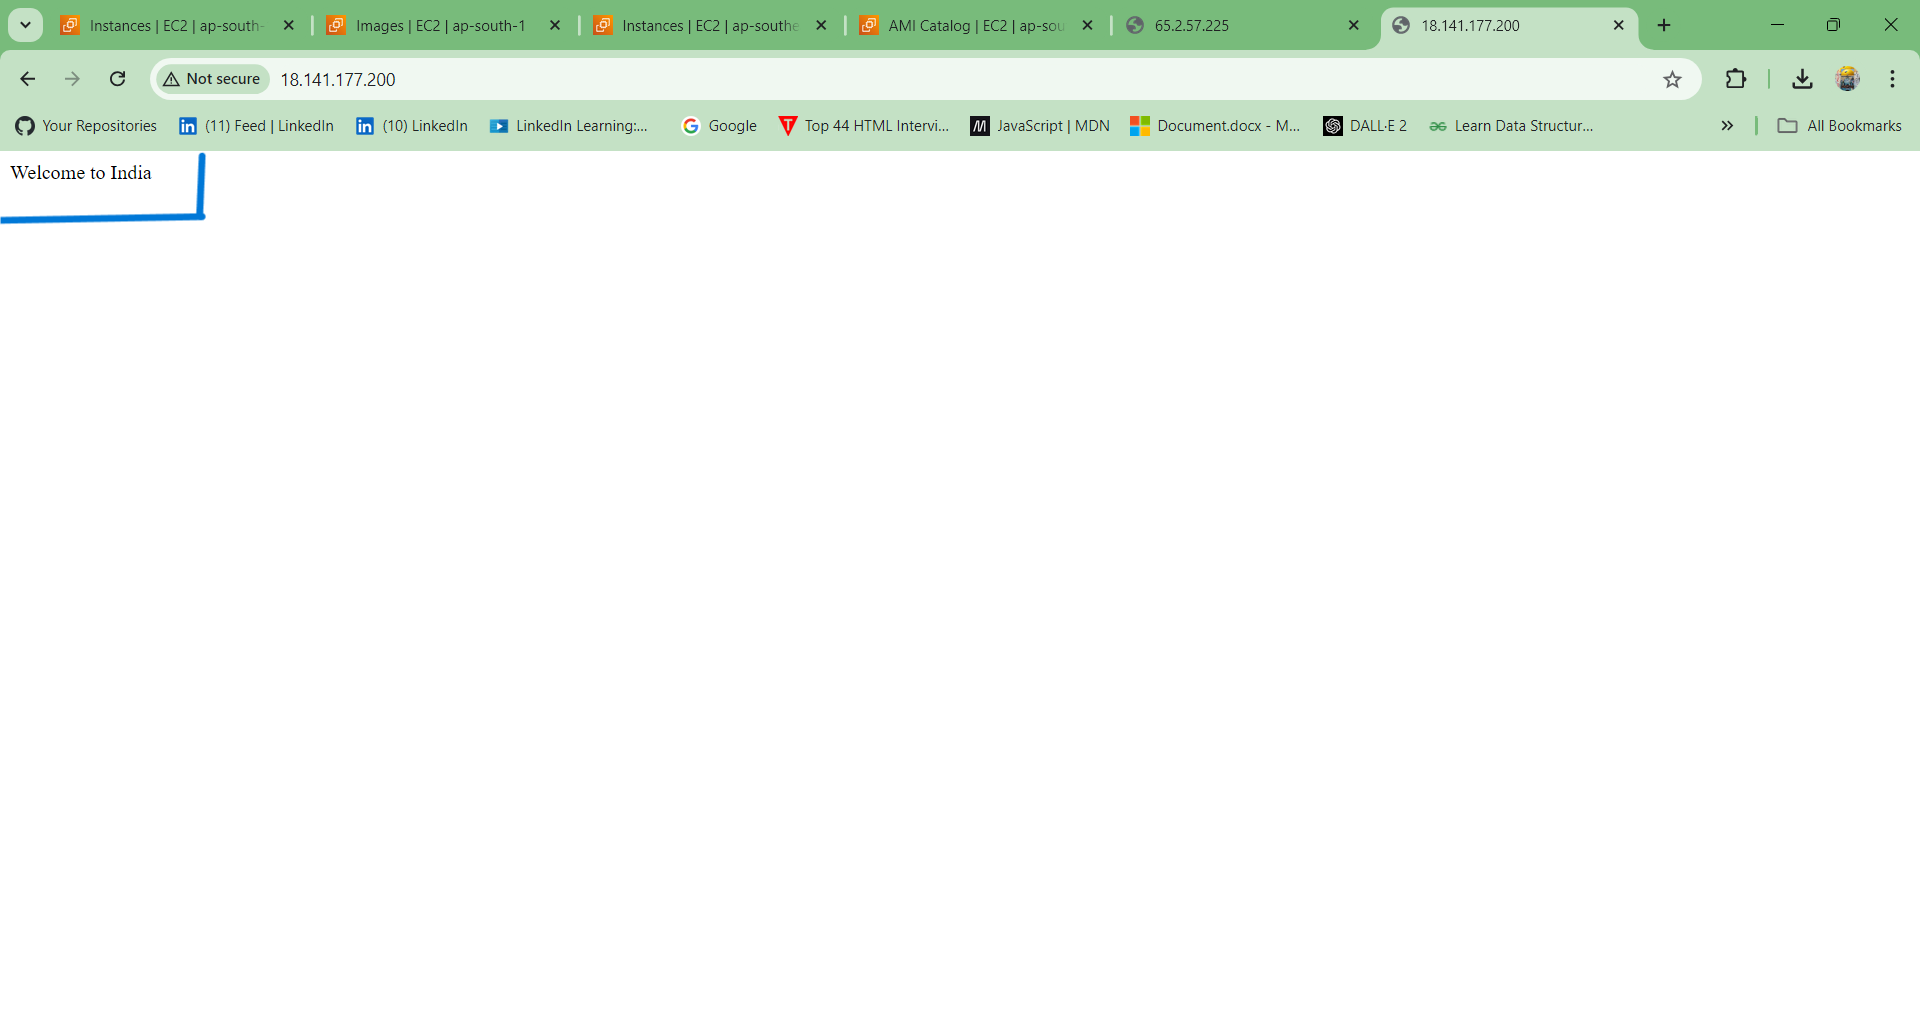 Instances | EC2 | ap-south-
Images | EC2 | ap-south-1
Instances | EC2 | ap-southe
AMI Catalog | EC2 | ap-sou
65.2.57.225
18.141.177.200
Not secure
18.141.177.200
Your Repositories
(11) Feed | LinkedIn
(10) LinkedIn
LinkedIn Learning:...
Google
Top 44 HTML Intervi...
JavaScript | MDN
Document.docx - M...
DALL·E 2
Learn Data Structur...
All Bookmarks
Welcome to India